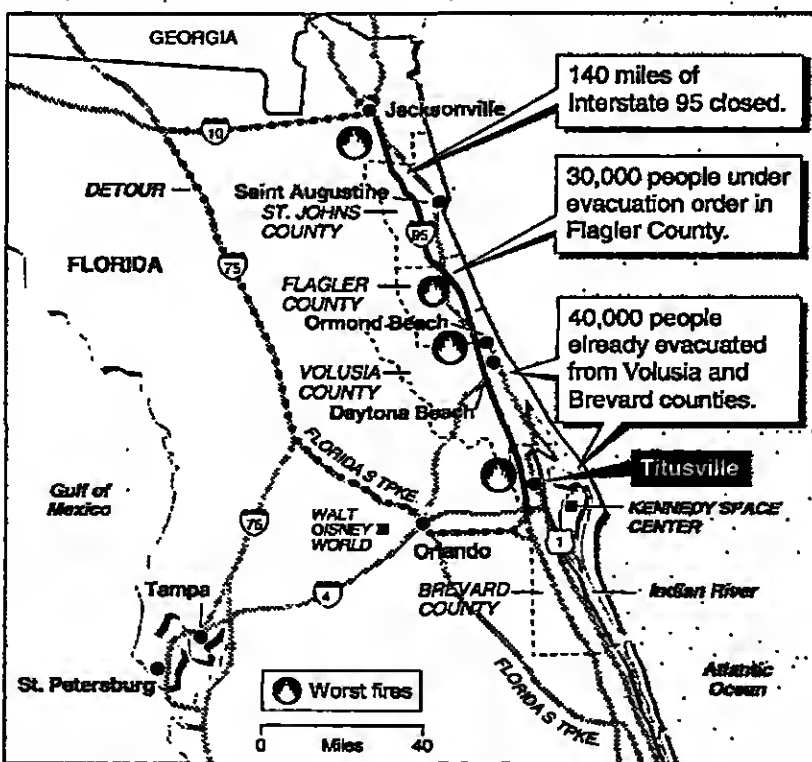 GEORGIA
140 miles of
Interstate 95 closed.
Jacksonville
10
DETOUR
Saint Augustine
ST. JOHNS
COUNTY
30,000 people under
evacuation order in
Flagler County.
95
FLORIDA
75
FLAGLER
COUNTY
Ormond Beach
40,000 people
already evacuated
from Volusia and
Brevard counties.
VOLUSIA
COUNTY
Daytona Beach
FLORIDA'S TPKE.
Titusville
Gulf of
Mexico
WALT
DISNEY
WORLD
KENNEDY SPACE
CENTER
75
1
Orlando
Tampa
4
BREVARD
COUNTY
Indian River
St. Petersburg
Worst fires
FLORIDA'S TPKE.
Atlantic
Ocean
0 Miles 40